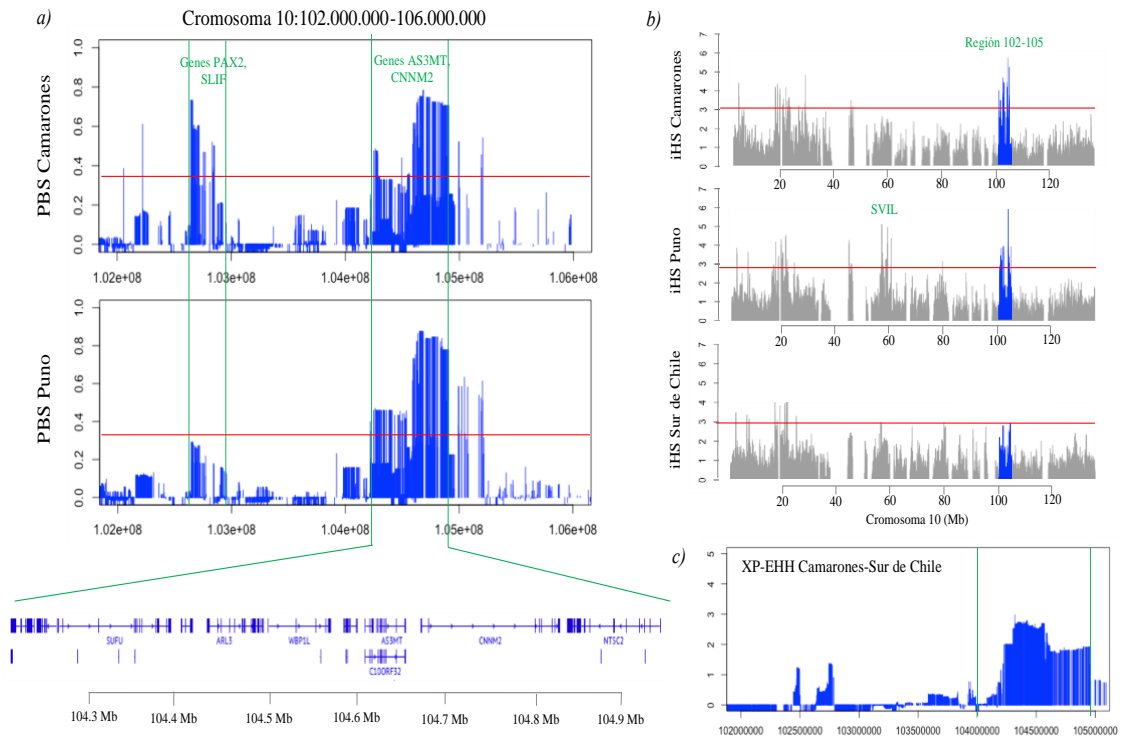 a)
Cromosoma 10:102.000.000-106.000.000
PBS Camarones
Genes PAX2,
SLIF
Genes AS3MT,
CNNM2
1.0
0.8
0.6
0.4
0.2
0.0
1.02e+08 1.03e+08 1.04e+08 1.05e+08 1.06e+08
PBS Puno
1.0
0.8
0.6
0.4
0.2
0.0
1.02e+08 1.03e+08 1.04e+08 1.05e+08 1.06e+08
SUFU ARL3 WBP1L AS3MT CNNM2 NT5C2
C10ORF32
104.3 Mb 104.4 Mb 104.5 Mb 104.6 Mb 104.7 Mb 104.8 Mb 104.9 Mb
b)
iHS Camarones
Región 102-105
7
6
5
4
3
2
1
0
20 40 60 80 100 120
iHS Puno
SVIL
7
6
5
4
3
2
1
0
20 40 60 80 100 120
iHS Sur de Chile
7
6
5
4
3
2
1
0
20 40 60 80 100 120
Cromosoma 10 (Mb)
c)
XP-EHH Camarones-Sur de Chile
5
4
3
2
1
0
102000000 102500000 103000000 103500000 104000000 104500000 105000000